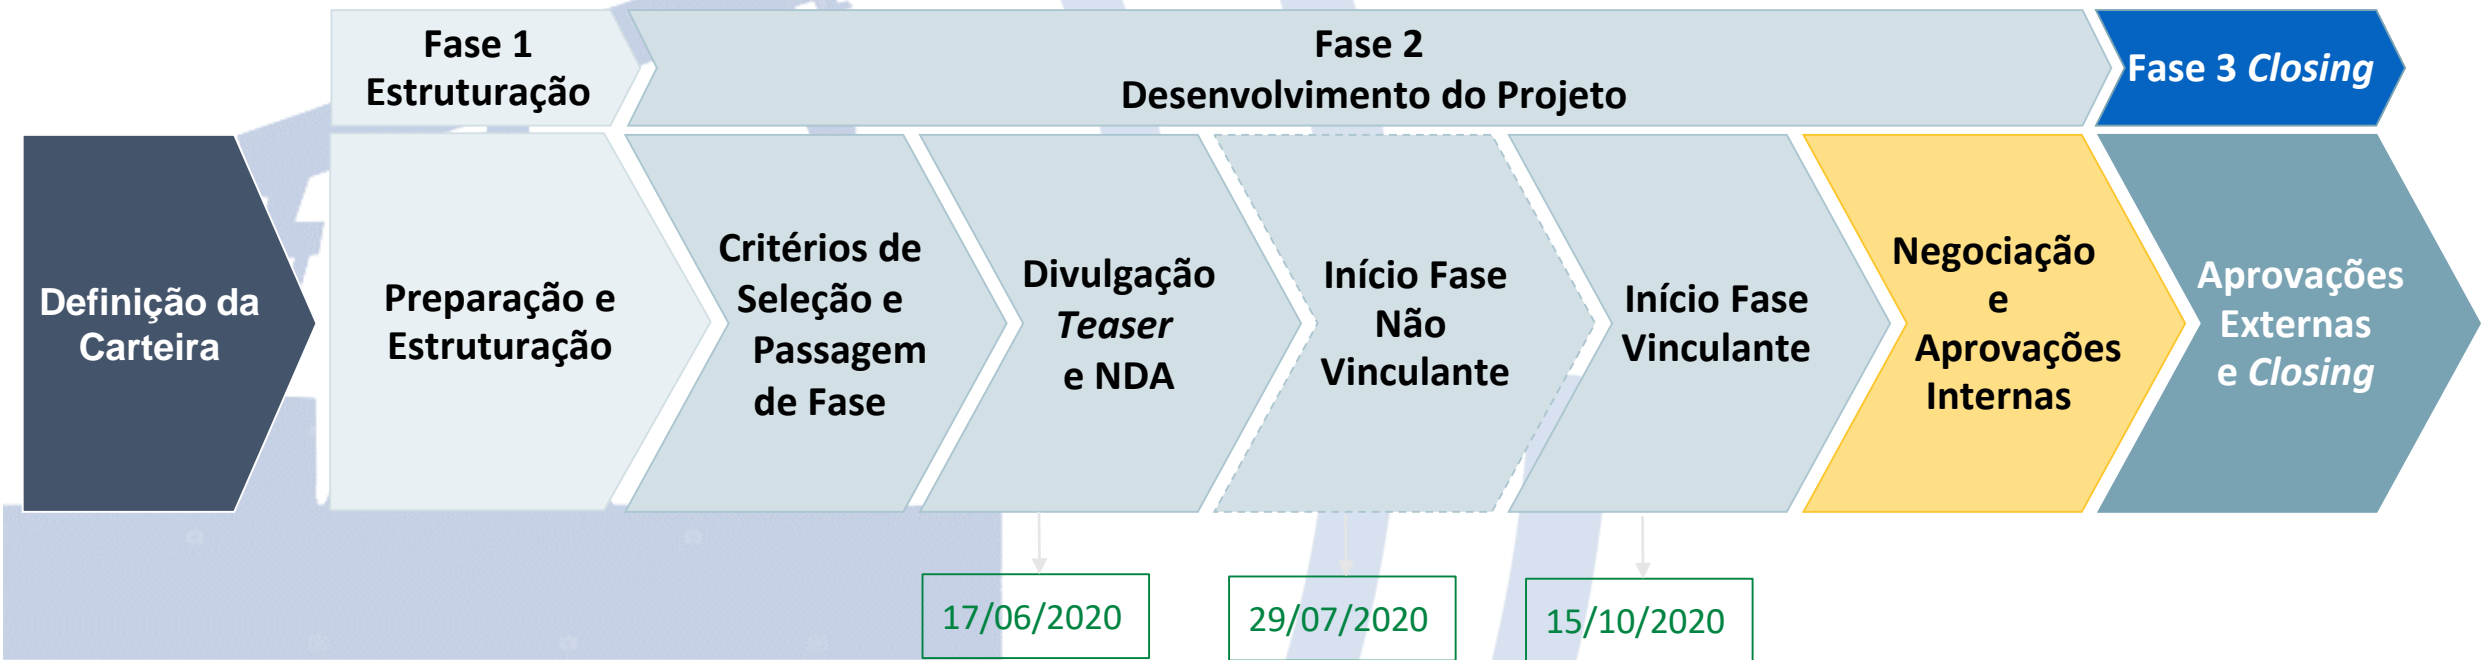 Fase 1
Estruturação
Fase 2
Desenvolvimento do Projeto
Fase 3 Closing
Definição da
Carteira
Preparação e
Estruturação
Critérios de
Seleção e
Passagem
de Fase
Divulgação
Teaser
e NDA
Início Fase
Não
Vinculante
Início Fase
Vinculante
Negociação
e
Aprovações
Internas
Aprovações
Externas
e Closing
17/06/2020
29/07/2020
15/10/2020